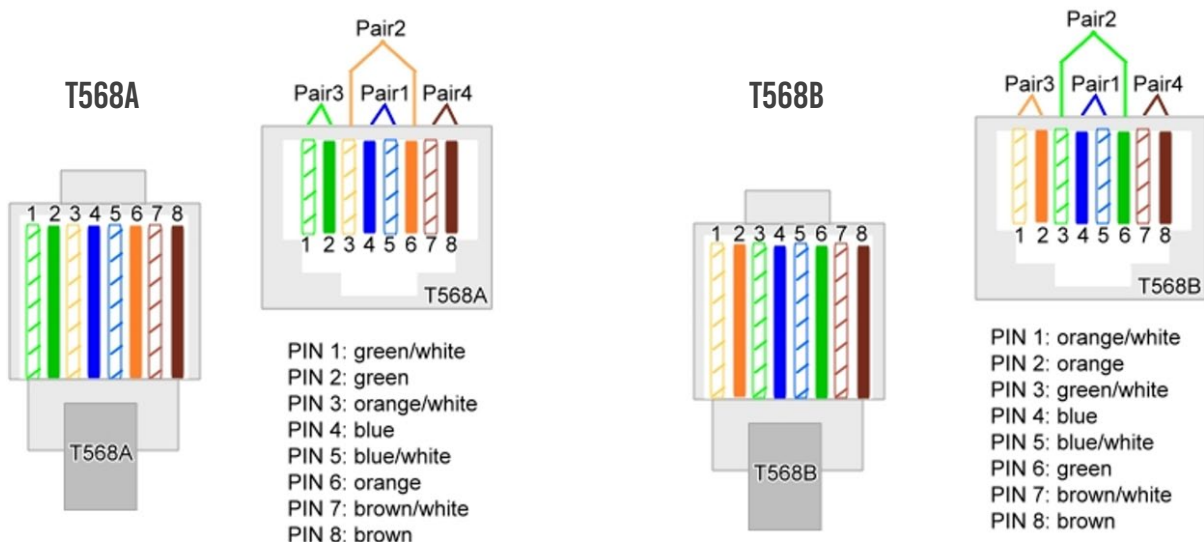 T568A
Pair2
Pair3 Pair1 Pair4
1 2 3 4 5 6 7 8
T568A
1 2 3 4 5 6 7 8
T568A
PIN 1: green/white
PIN 2: green
PIN 3: orange/white
PIN 4: blue
PIN 5: blue/white
PIN 6: orange
PIN 7: brown/white
PIN 8: brown
T568B
Pair2
Pair3 Pair1 Pair4
1 2 3 4 5 6 7 8
T568B
1 2 3 4 5 6 7 8
T568B
PIN 1: orange/white
PIN 2: orange
PIN 3: green/white
PIN 4: blue
PIN 5: blue/white
PIN 6: green
PIN 7: brown/white
PIN 8: brown